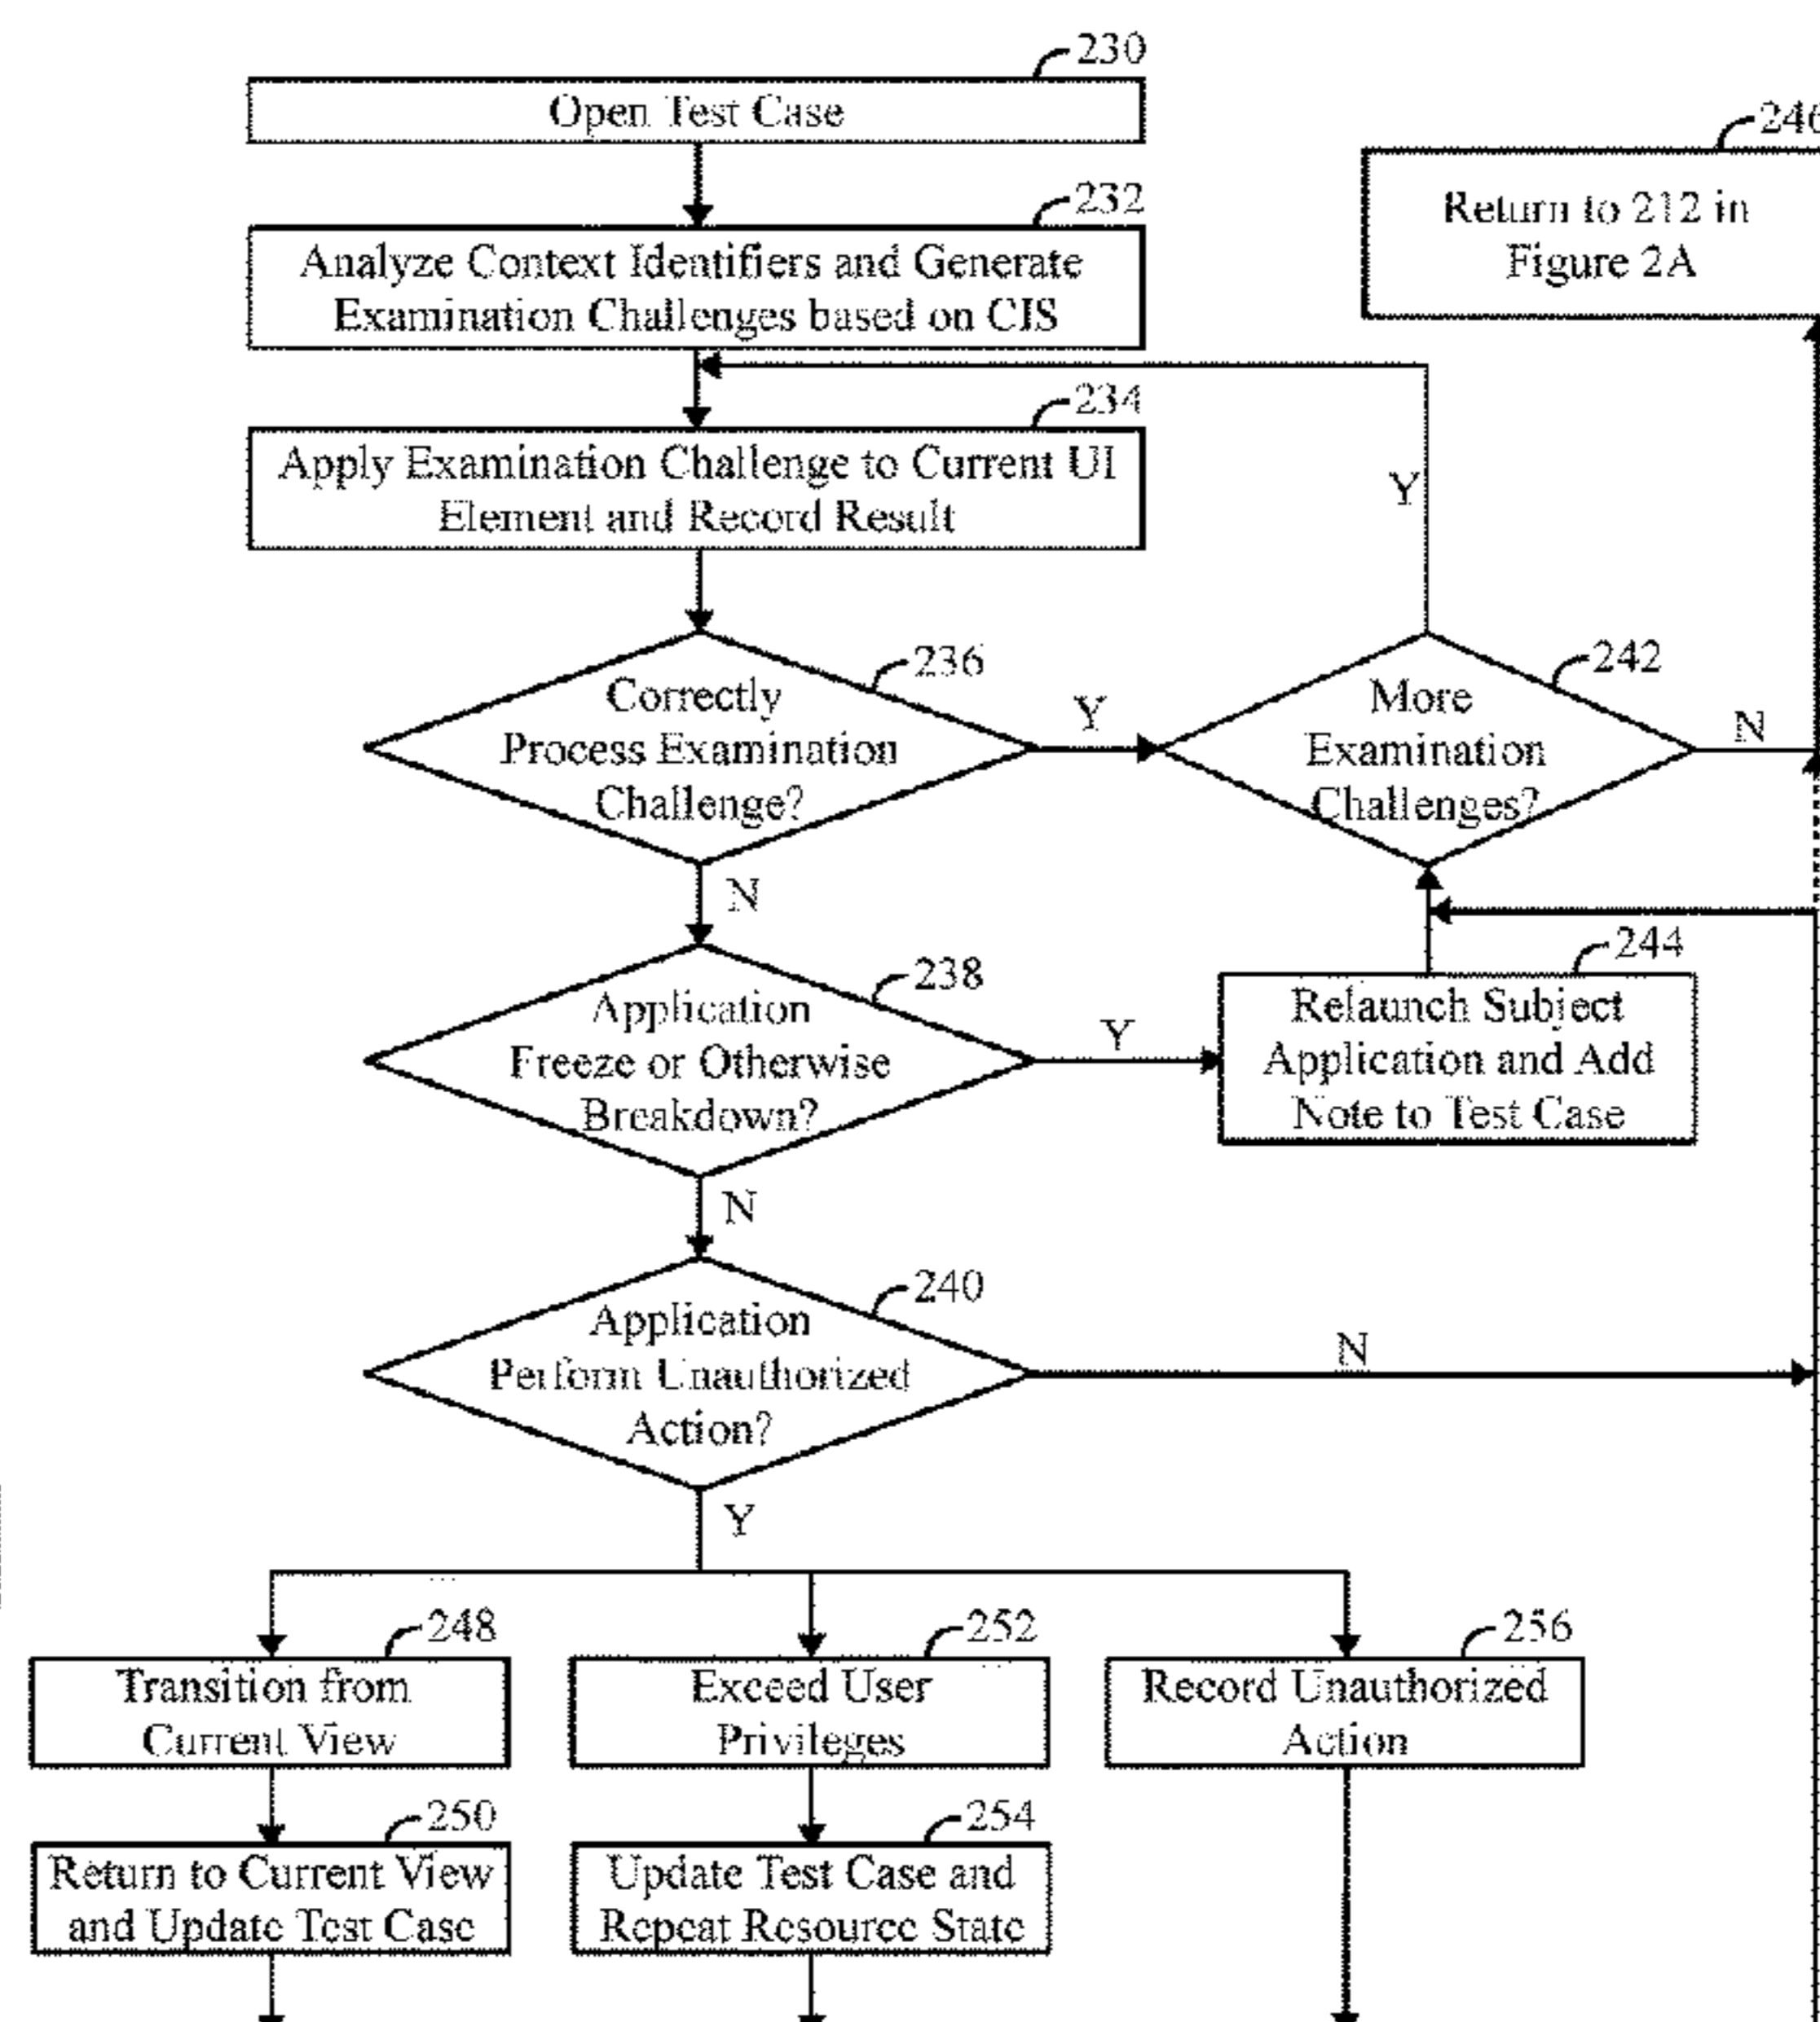 230
Open Test Case
246
Return to 212 in
Figure 2A
232
Analyze Context Identifiers and Generate
Examination Challenges based on CIS
234
Apply Examination Challenge to Current UI
Element and Record Result
Y
236
Correctly
Process Examination
Challenge?
Y
242
More
Examination
Challenges?
N
N
238
Application
Freeze or Otherwise
Breakdown?
Y
244
Relaunch Subject
Application and Add
Note to Test Case
N
240
Application
Perform Unauthorized
Action?
N
Y
248
Transition from
Current View
252
Exceed User
Privileges
256
Record Unauthorized
Action
250
Return to Current View
and Update Test Case
254
Update Test Case and
Repeat Resource State